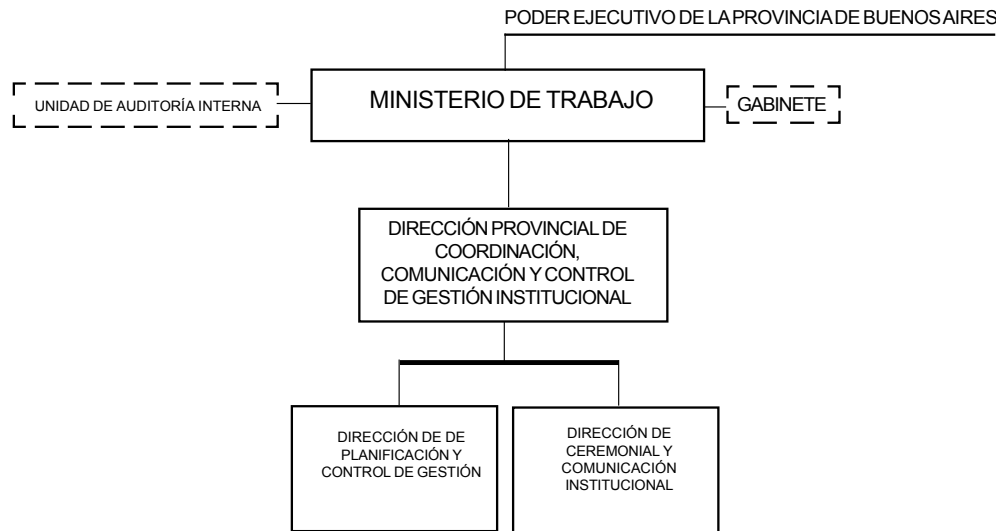 PODER EJECUTIVO DE LA PROVINCIA DE BUENOS AIRES
UNIDAD DE AUDITORÍA INTERNA
MINISTERIO DE TRABAJO
GABINETE
DIRECCIÓN PROVINCIAL DE
COORDINACIÓN,
COMUNICACIÓN Y CONTROL
DE GESTIÓN INSTITUCIONAL
DIRECCIÓN DE DE
PLANIFICACIÓN Y
CONTROL DE GESTIÓN
DIRECCIÓN DE
CEREMONIAL Y
COMUNICACIÓN
INSTITUCIONAL